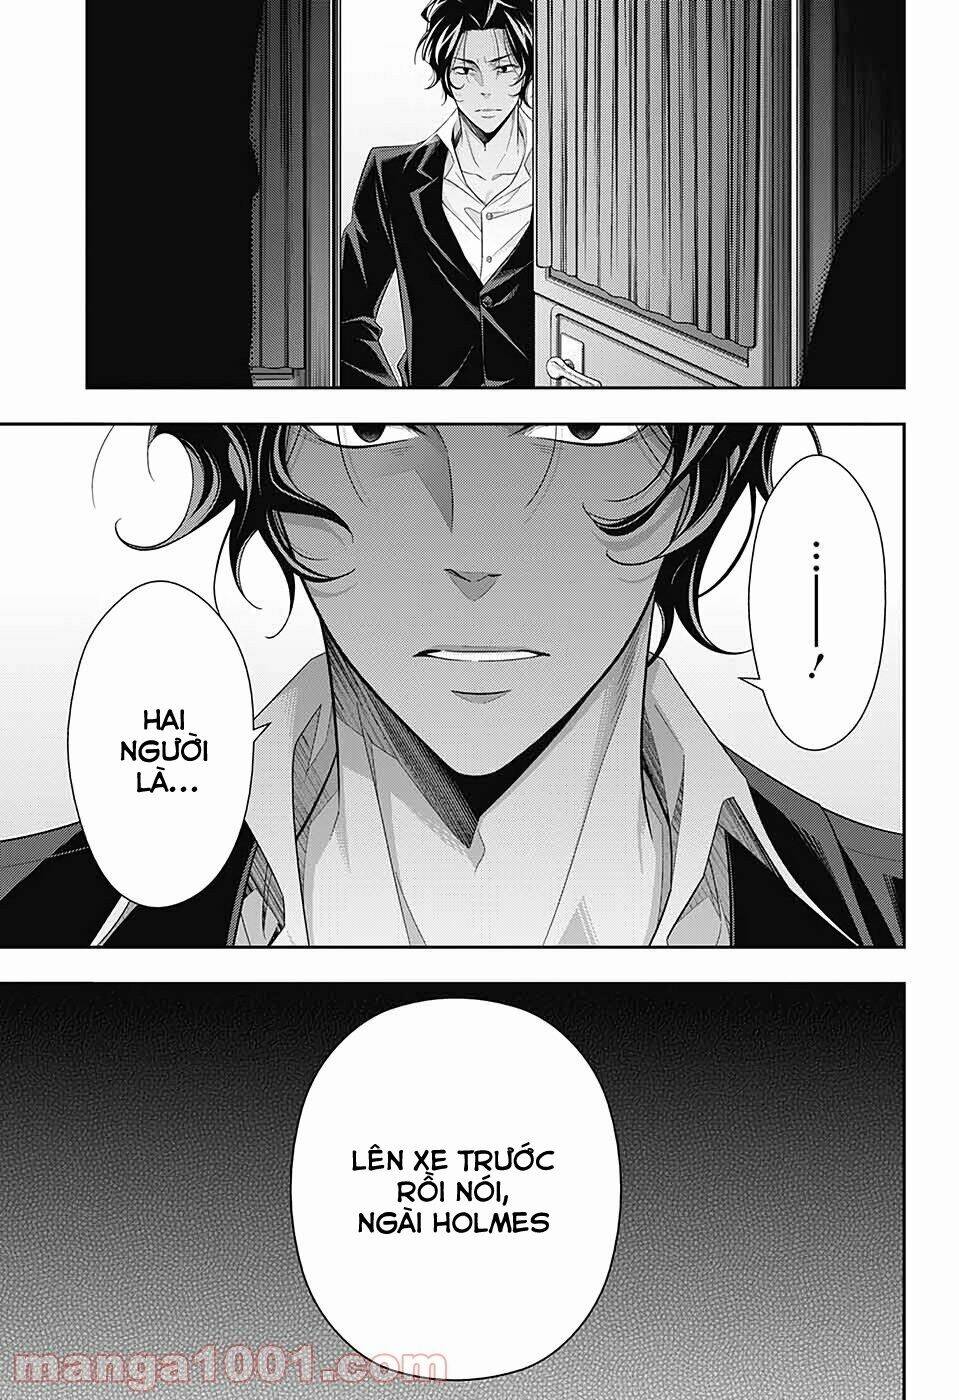 ...—!
HAI
NGƯỜI
LÀ...
LÊN XE TRƯỚC
RỒI NÓI,
NGÀI HOLMES
manga1001.com